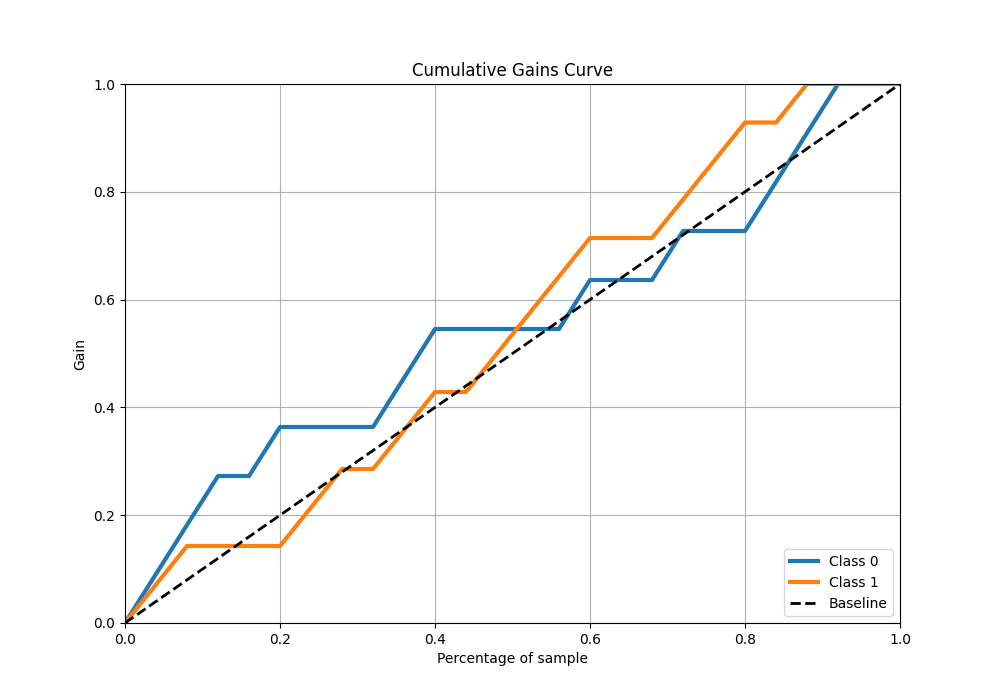 Cumulative Gains Curve
Gain
1.0
0.8
0.6
0.4
0.2
0.0
0.0 0.2 0.4 0.6 0.8 1.0
Percentage of sample
Class 0
Class 1
Baseline